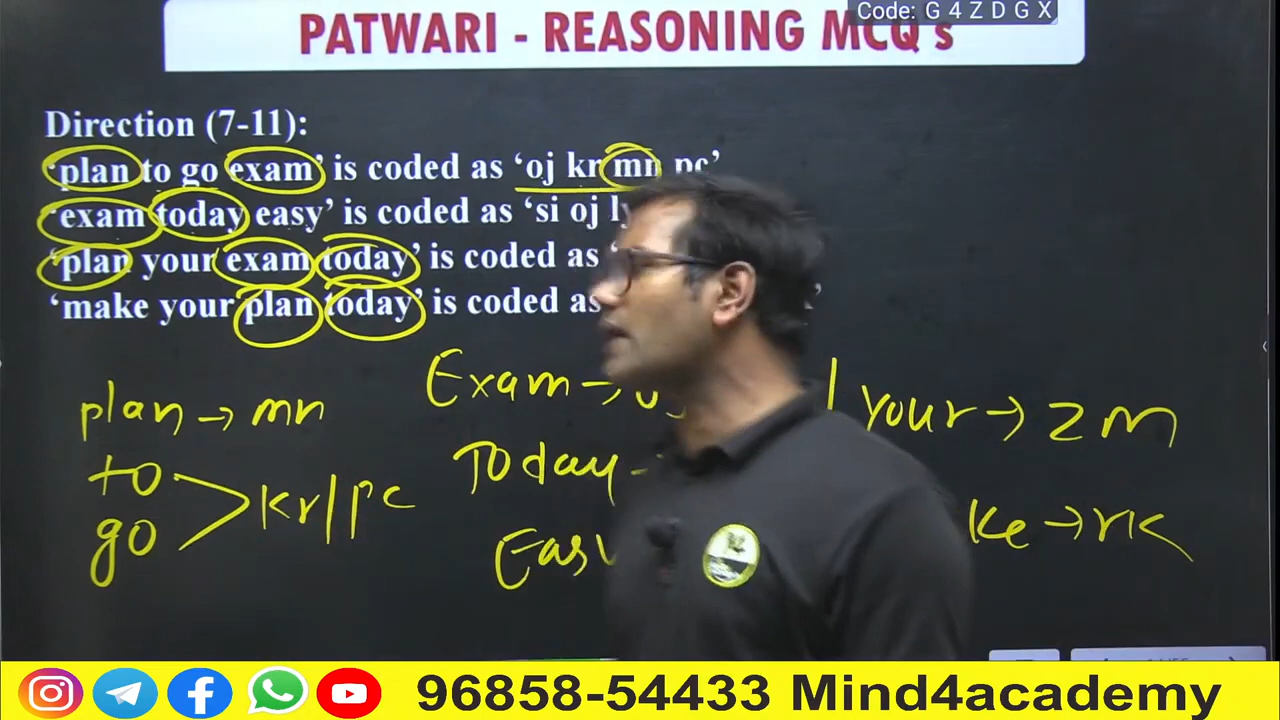 Code: G 4 Z D G X
PATWARI - REASONING MCQ's
Direction (7-11):
‘plan to go exam’ is coded as ‘oj kr mn pc’
‘exam today easy’ is coded as ‘si oj
‘plan your exam today’ is coded as ‘
‘make your plan today’ is coded as
plan → mn
to
go
kr/pc
Exam →
Today
your → zm
ke → rk
96858-54433 Mind4academy